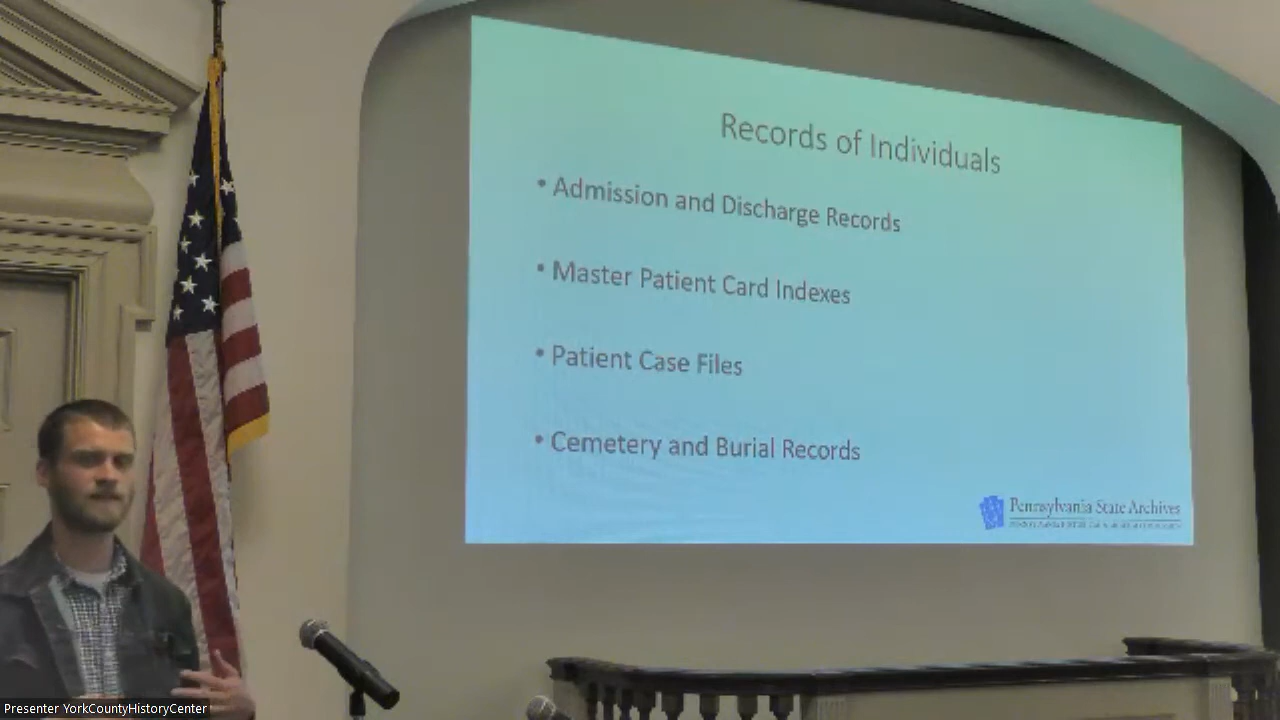 Records of Individuals
• Admission and Discharge Records
• Master Patient Card Indexes
• Patient Case Files
• Cemetery and Burial Records
Pennsylvania State Archives
Presenter YorkCountyHistoryCenter